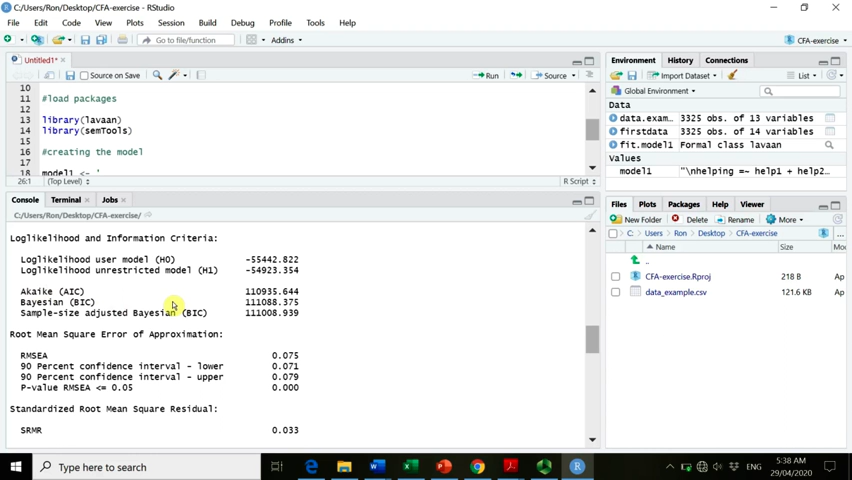 C:/Users/Ron/Desktop/CFA-exercise - RStudio
File Edit Code View Plots Session Build Debug Profile Tools Help
Go to file/function Addins CFA-exercise
Untitled1*
Source on Save Run Source
10
11 #load packages
12
13 library(lavaan)
14 library(semTools)
15
16 #creating the model
17
18 model1 <- '
26:1 (Top Level) R Script
Console Terminal Jobs
C:/Users/Ron/Desktop/CFA-exercise/
Loglikelihood and Information Criteria:
Loglikelihood user model (H0) -55442.822
Loglikelihood unrestricted model (H1) -54923.354
Akaike (AIC) 110935.644
Bayesian (BIC) 111088.375
Sample-size adjusted Bayesian (BIC) 111008.939
Root Mean Square Error of Approximation:
RMSEA 0.075
90 Percent confidence interval - lower 0.071
90 Percent confidence interval - upper 0.079
P-value RMSEA <= 0.05 0.000
Standardized Root Mean Square Residual:
SRMR 0.033
Environment History Connections
Import Dataset List
Global Environment
Data
data.exam... 3325 obs. of 13 variables
firstdata 3325 obs. of 14 variables
fit.model1 Formal class lavaan
Values
model1 "\nhelping =~ help1 + help2...
Files Plots Packages Help Viewer
New Folder Delete Rename More
C: Users Ron Desktop CFA-exercise ...
Name Size Mo
..
CFA-exercise.Rproj 218 B Ap
data_example.csv 121.6 KB Ap
Type here to search
ENG
5:38 AM
29/04/2020